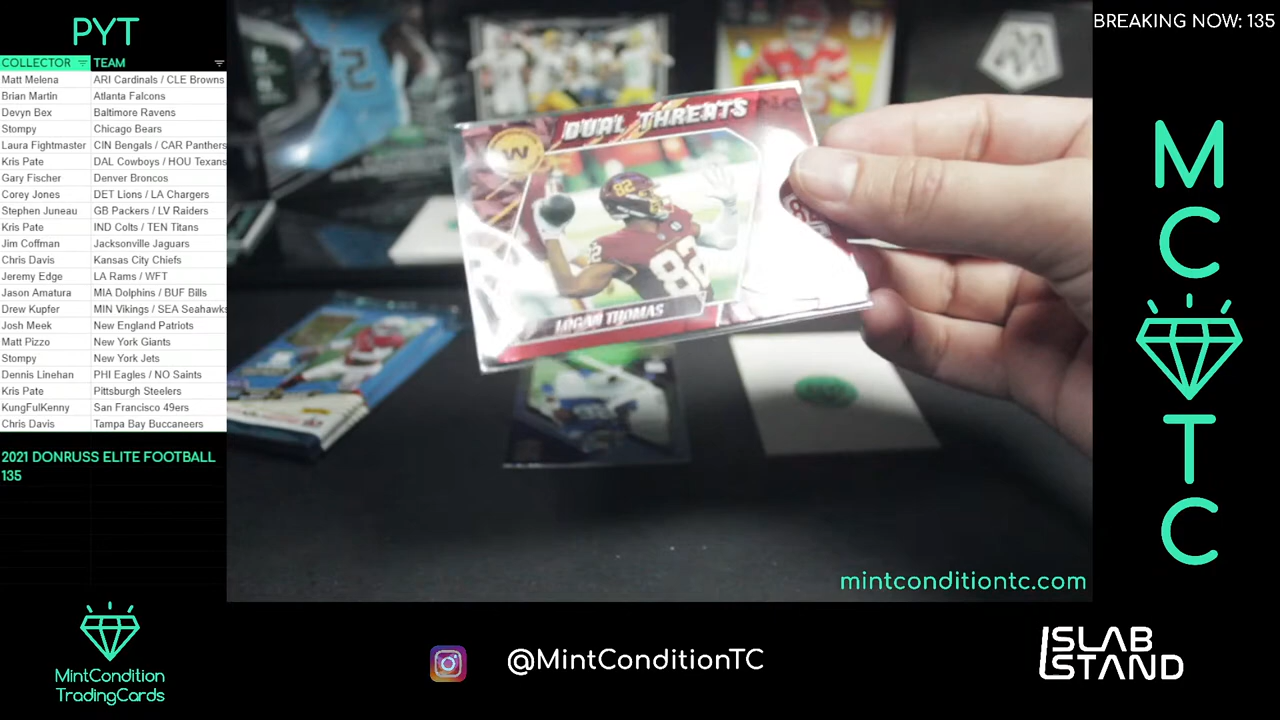 PYT
BREAKING NOW: 135
COLLECTOR TEAM
Matt Melena ARI Cardinals / CLE Browns
Brian Martin Atlanta Falcons
Devyn Bex Baltimore Ravens
Stompy Chicago Bears
Laura Fightmaster CIN Bengals / CAR Panthers
Kris Pate DAL Cowboys / HOU Texans
Gary Fischer Denver Broncos
Corey Jones DET Lions / LA Chargers
Stephen Juneau GB Packers / LV Raiders
Kris Pate IND Colts / TEN Titans
Jim Coffman Jacksonville Jaguars
Chris Davis Kansas City Chiefs
Jeremy Edge LA Rams / WFT
Jason Amatura MIA Dolphins / BUF Bills
Drew Kupfer MIN Vikings / SEA Seahawks
Josh Meek New England Patriots
Matt Pizzo New York Giants
Stompy New York Jets
Dennis Linehan PHI Eagles / NO Saints
Kris Pate Pittsburgh Steelers
KungFulKenny San Francisco 49ers
Chris Davis Tampa Bay Buccaneers
2021 DONRUSS ELITE FOOTBALL
135
DUAL THREATS
W
82
82
82
LOGAN THOMAS
61
M
C
T
C
mintconditiontc.com
MintCondition
TradingCards
@MintConditionTC
SLAB
STAND